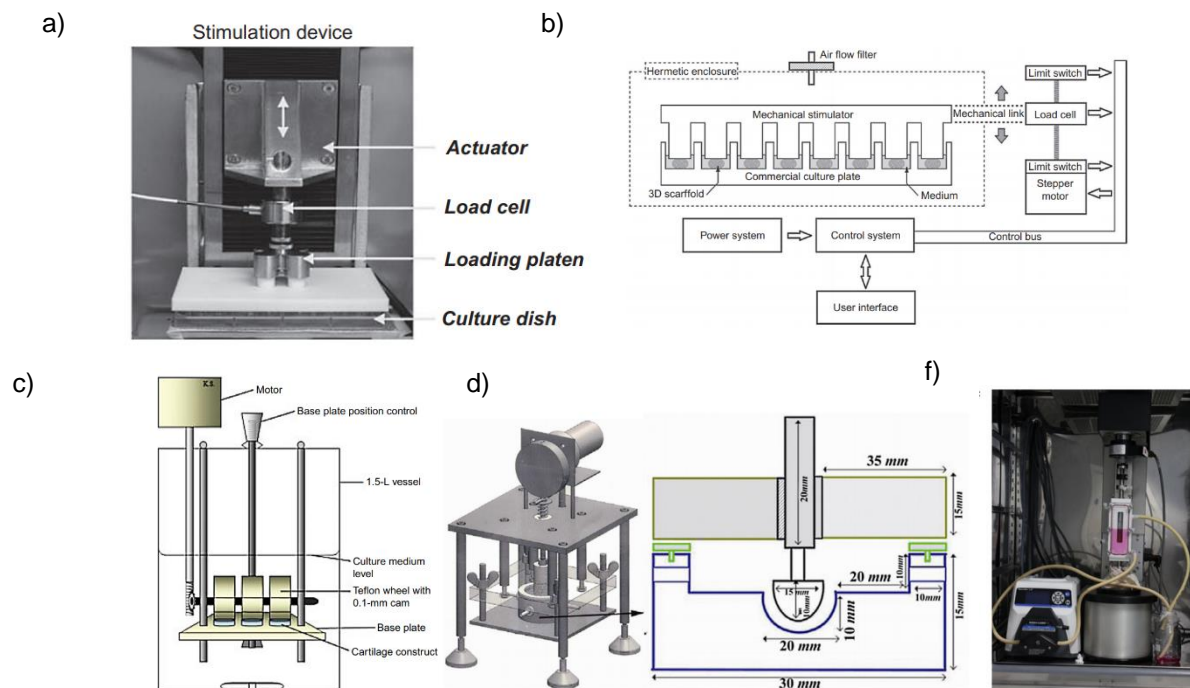 a)
Stimulation device
Actuator
Load cell
Loading platen
Culture dish
b)
Air flow filter
Hermetic enclosure
Mechanical stimulator
Mechanical link
Limit switch
Load cell
Limit switch
Stepper
motor
Commercial culture plate
3D scarffold
Medium
Power system
Control system
Control bus
User interface
c)
K.S.
Motor
Base plate position control
1.5-L vessel
Culture medium
level
Teflon wheel with
0.1-mm cam
Base plate
Cartilage construct
d)
35 mm
20mm
15mm
20 mm
10mm
10mm
15mm
15 mm
10mm
10 mm
20 mm
30 mm
f)